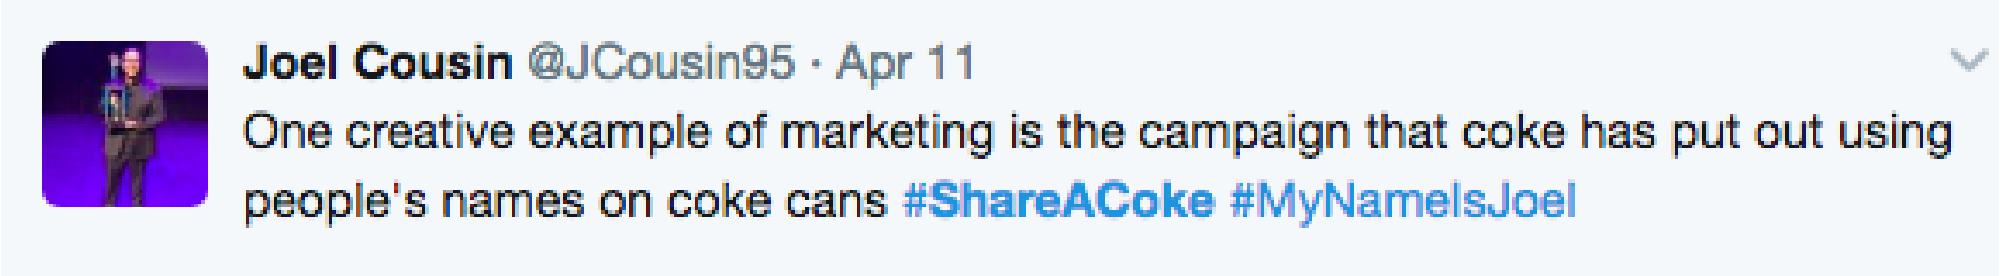 Joel Cousin @JCousin95 · Apr 11
One creative example of marketing is the campaign that coke has put out using
people's names on coke cans #ShareACoke #MyNameIsJoel